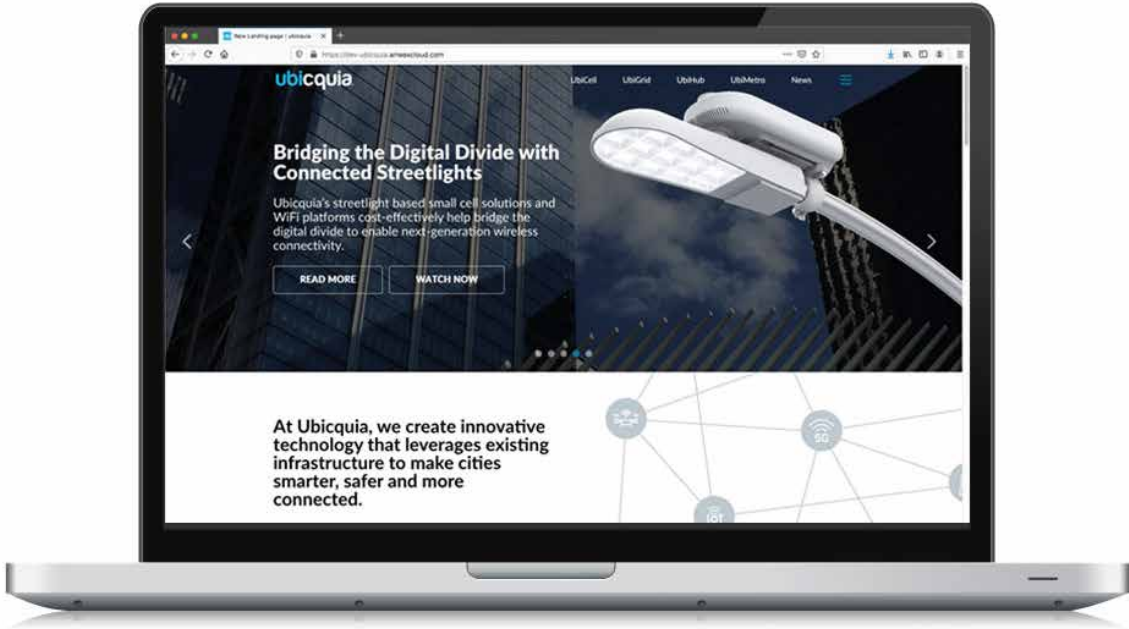 New Landing page | ubicquia
ubicquia
UbiCell UbiGrid UbiHub UbiMetro News
Bridging the Digital Divide with
Connected Streetlights
Ubicquia's streetlight based small cell solutions and
WiFi platforms cost-effectively help bridge the
digital divide to enable next-generation wireless
connectivity.
READ MORE WATCH NOW
At Ubicquia, we create innovative
technology that leverages existing
infrastructure to make cities
smarter, safer and more
connected.
5G
IoT